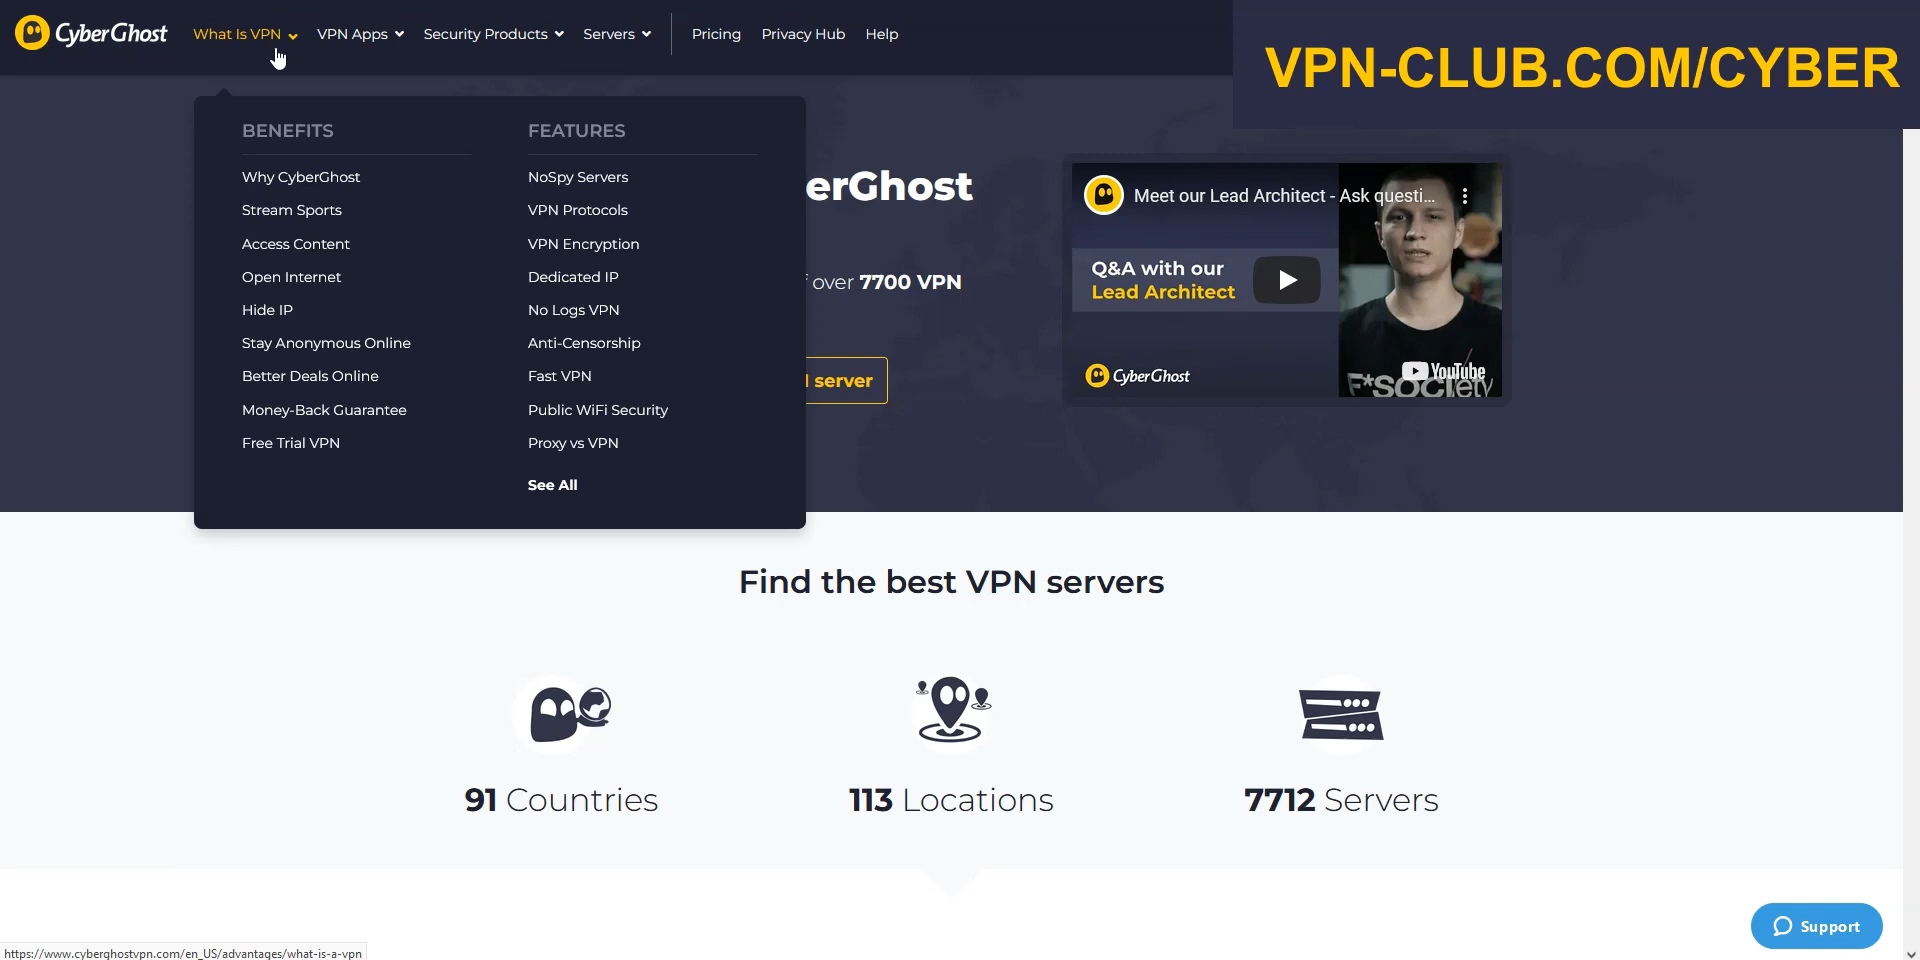 CyberGhost
What Is VPN
VPN Apps
Security Products
Servers
Pricing
Privacy Hub
Help
VPN-CLUB.COM/CYBER
BENEFITS
Why CyberGhost
Stream Sports
Access Content
Open Internet
Hide IP
Stay Anonymous Online
Better Deals Online
Money-Back Guarantee
Free Trial VPN
FEATURES
NoSpy Servers
VPN Protocols
VPN Encryption
Dedicated IP
No Logs VPN
Anti-Censorship
Fast VPN
Public WiFi Security
Proxy vs VPN
See All
erGhost
over 7700 VPN
server
Meet our Lead Architect - Ask questi...
Q&A with our
Lead Architect
CyberGhost
YouTube
F*SOCIETY
Find the best VPN servers
91 Countries
113 Locations
7712 Servers
Support
https://www.cyberghostvpn.com/en_US/advantages/what-is-a-vpn